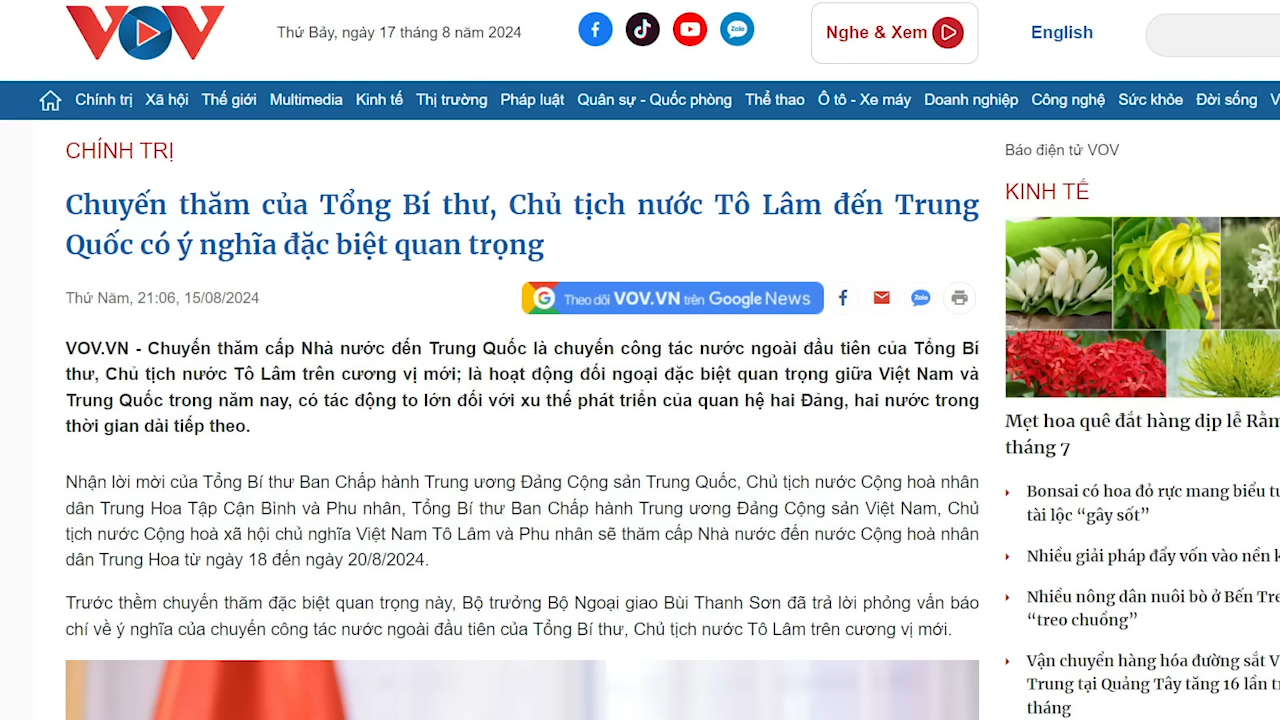 VOV
Thứ Bảy, ngày 17 tháng 8 năm 2024
Zalo
Nghe & Xem
English
Chính trị Xã hội Thế giới Multimedia Kinh tế Thị trường Pháp luật Quân sự - Quốc phòng Thể thao Ô tô - Xe máy Doanh nghiệp Công nghệ Sức khỏe Đời sống V
CHÍNH TRỊ
Chuyến thăm của Tổng Bí thư, Chủ tịch nước Tô Lâm đến Trung
Quốc có ý nghĩa đặc biệt quan trọng
Thứ Năm, 21:06, 15/08/2024
G Theo dõi VOV.VN trên Google News
Zalo
VOV.VN - Chuyến thăm cấp Nhà nước đến Trung Quốc là chuyến công tác nước ngoài đầu tiên của Tổng Bí
thư, Chủ tịch nước Tô Lâm trên cương vị mới; là hoạt động đối ngoại đặc biệt quan trọng giữa Việt Nam và
Trung Quốc trong năm nay, có tác động to lớn đối với xu thế phát triển của quan hệ hai Đảng, hai nước trong
thời gian dài tiếp theo.
Nhận lời mời của Tổng Bí thư Ban Chấp hành Trung ương Đảng Cộng sản Trung Quốc, Chủ tịch nước Cộng hoà nhân
dân Trung Hoa Tập Cận Bình và Phu nhân, Tổng Bí thư Ban Chấp hành Trung ương Đảng Cộng sản Việt Nam, Chủ
tịch nước Cộng hoà xã hội chủ nghĩa Việt Nam Tô Lâm và Phu nhân sẽ thăm cấp Nhà nước đến nước Cộng hoà nhân
dân Trung Hoa từ ngày 18 đến ngày 20/8/2024.
Trước thềm chuyến thăm đặc biệt quan trọng này, Bộ trưởng Bộ Ngoại giao Bùi Thanh Sơn đã trả lời phỏng vấn báo
chí về ý nghĩa của chuyến công tác nước ngoài đầu tiên của Tổng Bí thư, Chủ tịch nước Tô Lâm trên cương vị mới.
Báo điện tử VOV
KINH TẾ
Mẹt hoa quê đắt hàng dịp lễ Rằm
tháng 7
Bonsai có hoa đỏ rực mang biểu tư
tài lộc “gây sốt”
Nhiều giải pháp đẩy vốn vào nền k
Nhiều nông dân nuôi bò ở Bến Tre
“treo chuồng”
Vận chuyển hàng hóa đường sắt V
Trung tại Quảng Tây tăng 16 lần tr
tháng